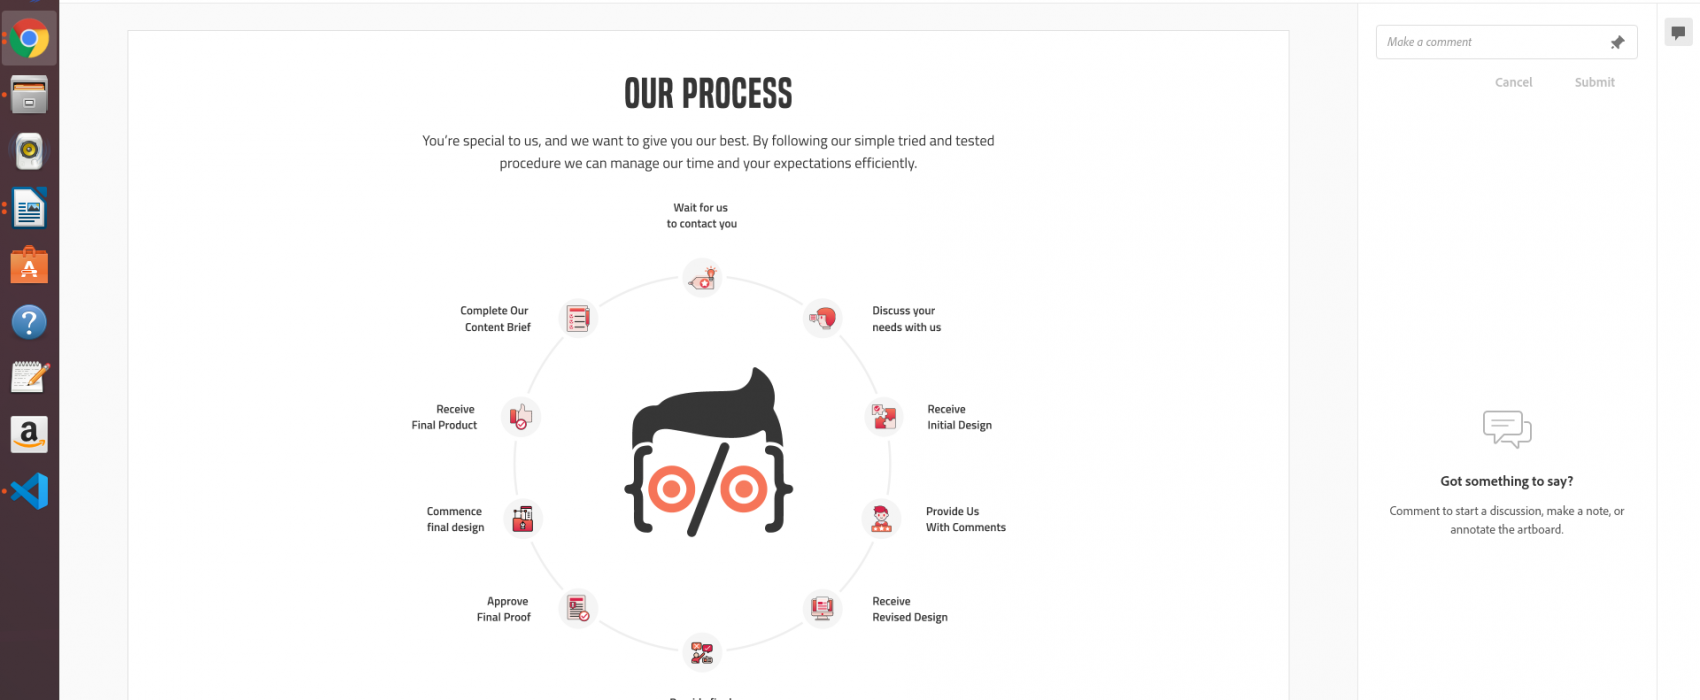 Make a comment
Cancel
Submit
OUR PROCESS
You're special to us, and we want to give you our best. By following our simple tried and tested
procedure we can manage our time and your expectations efficiently.
Wait for us
to contact you
Complete Our
Content Brief
Discuss your
needs with us
Receive
Final Product
Receive
Initial Design
Commence
final design
Provide Us
With Comments
Approve
Final Proof
Receive
Revised Design
Got something to say?
Comment to start a discussion, make a note, or
annotate the artboard.